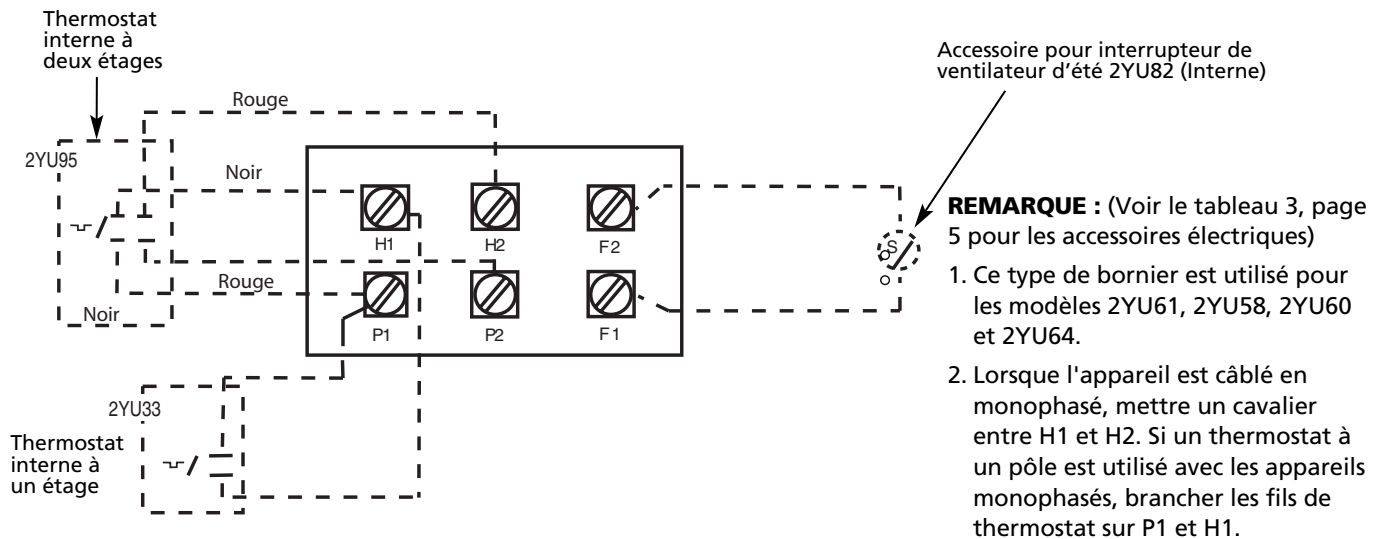 Thermostat
interne à
deux étages
Accessoire pour interrupteur de
ventilateur d’été 2YU82 (Interne)
Rouge
2YU95
Noir
H1
H2
F2
Rouge
Noir
P1
P2
F1
S
2YU33
Thermostat
interne à
un étage
REMARQUE : (Voir le tableau 3, page
5 pour les accessoires électriques)
1. Ce type de bornier est utilisé pour
les modèles 2YU61, 2YU58, 2YU60
et 2YU64.
2. Lorsque l'appareil est câblé en
monophasé, mettre un cavalier
entre H1 et H2. Si un thermostat à
un pôle est utilisé avec les appareils
monophasés, brancher les fils de
thermostat sur P1 et H1.